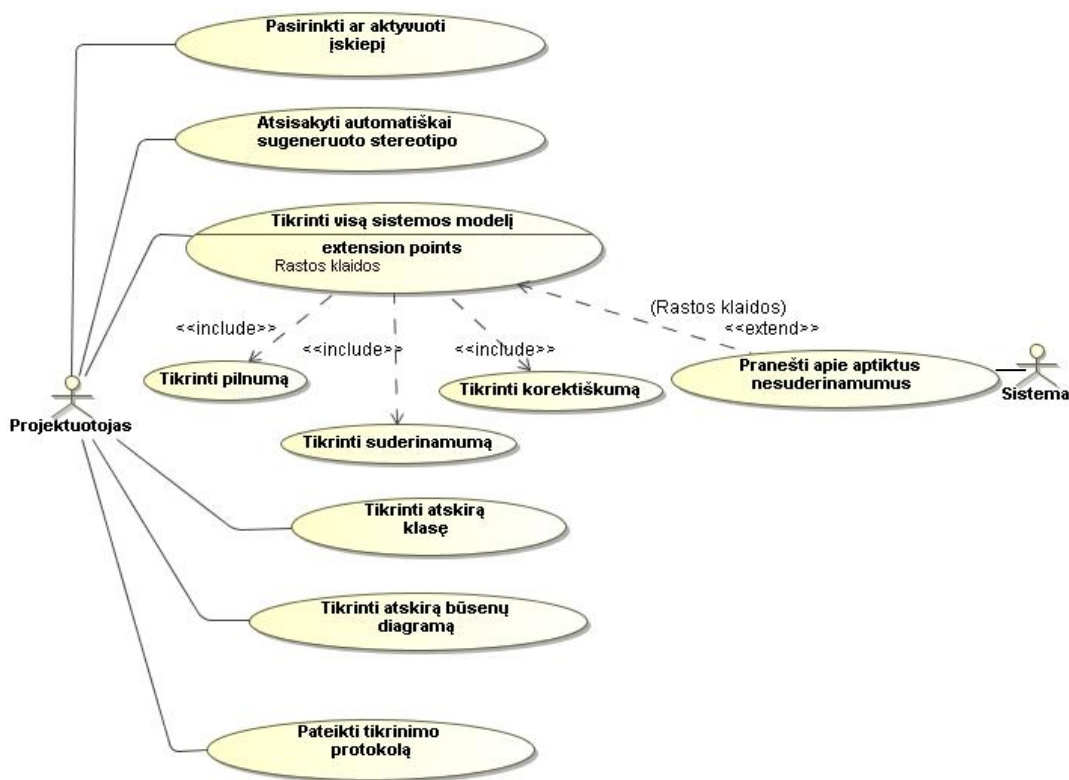 Pasirinkti ar aktyvuoti
įskiepį
Atsisakyti automatiškai
sugeneruoto stereotipo
Tikrinti visą sistemos modelį
extension points
Rastos klaidos
(Rastos klaidos)
<<extend>>
<<include>>
<<include>>
<<include>>
Tikrinti pilnumą
Tikrinti korektiškumą
Pranešti apie aptiktus
nesuderinamumus
Sistema
Projektuotojas
Tikrinti suderinamumą
Tikrinti atskirą
klasę
Tikrinti atskirą būsenų
diagramą
Pateikti tikrinimo
protokolą